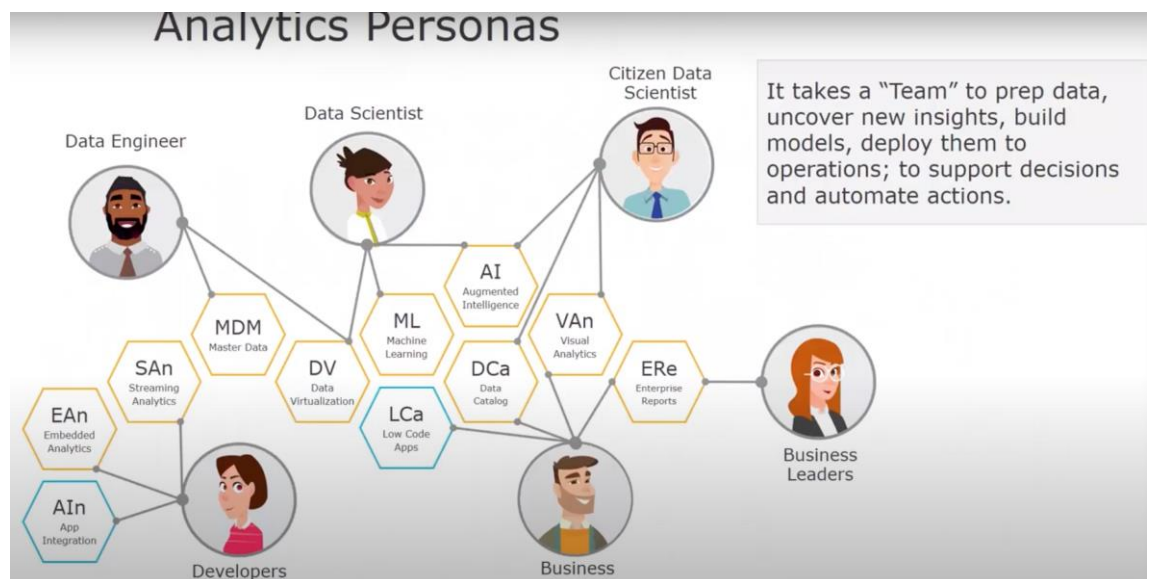 Analytics Personas
Citizen Data
Scientist
It takes a “Team” to prep data,
uncover new insights, build
models, deploy them to
operations; to support decisions
and automate actions.
Data Scientist
Data Engineer
AI
Augmented
Intelligence
MDM
Master Data
ML
Machine
Learning
VAn
Visual
Analytics
SAn
Streaming
Analytics
DV
Data
Virtualization
DCa
Data
Catalog
ERe
Enterprise
Reports
EAn
Embedded
Analytics
LCa
Low Code
Apps
Business
Leaders
AIn
App
Integration
Developers
Business